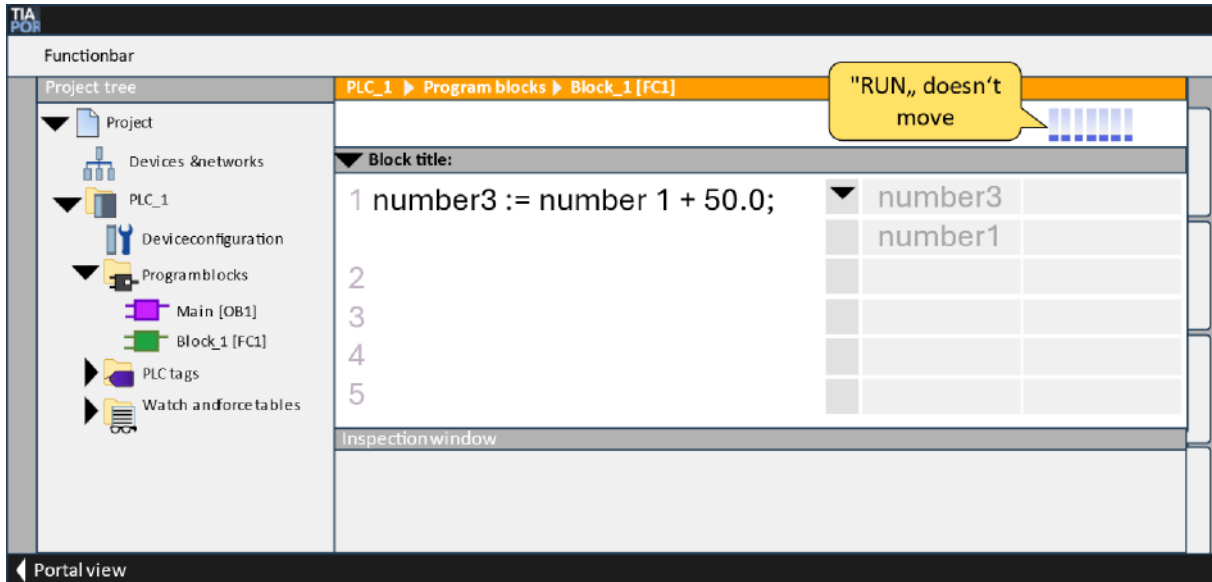 TIA
POR
Functionbar
Project tree
Project
Devices &networks
PLC_1
Deviceconfiguration
Programblocks
Main [OB1]
Block_1 [FC1]
PLC tags
Watch andforcetables
PLC_1 Program blocks Block_1 [FC1]
"RUN„ doesn‘t
move
Block title:
1 number3 := number 1 + 50.0;
2
3
4
5
number3
number1
Inspectionwindow
Portal view